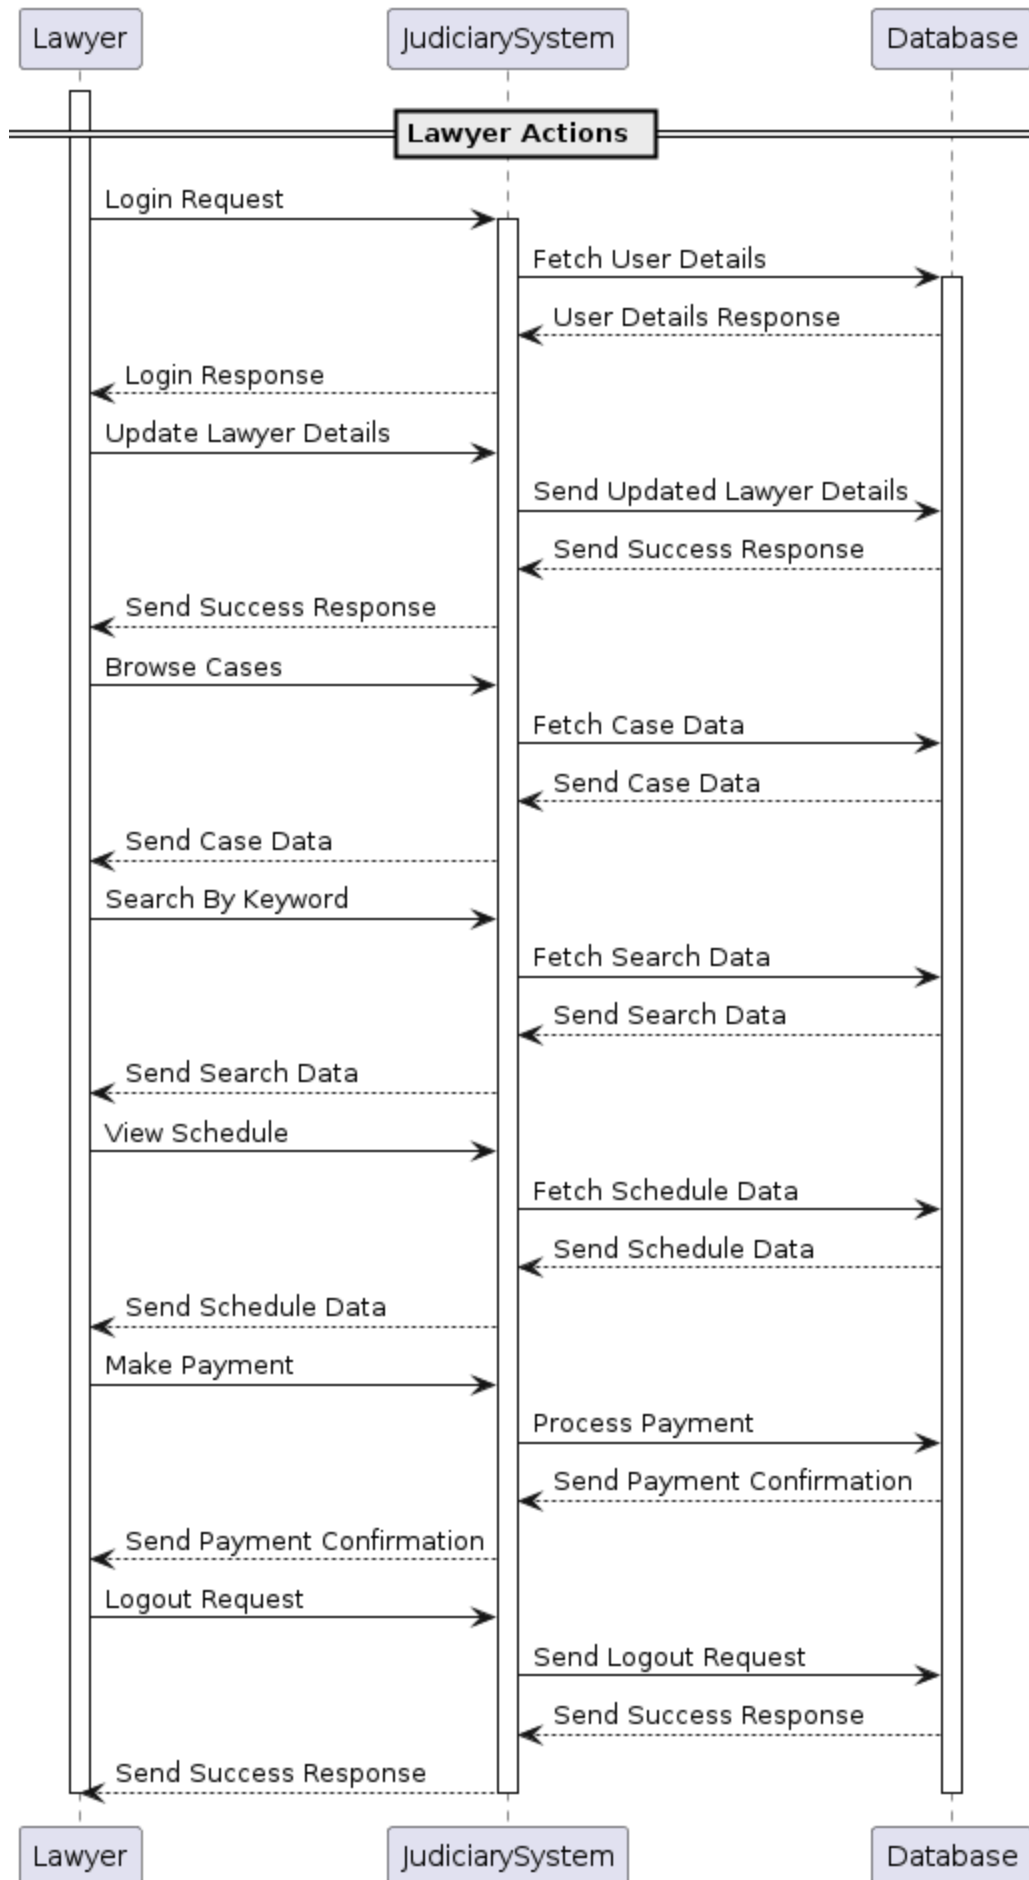 Lawyer
JudiciarySystem
Database
Lawyer Actions
Login Request
Fetch User Details
User Details Response
Login Response
Update Lawyer Details
Send Updated Lawyer Details
Send Success Response
Send Success Response
Browse Cases
Fetch Case Data
Send Case Data
Send Case Data
Search By Keyword
Fetch Search Data
Send Search Data
Send Search Data
View Schedule
Fetch Schedule Data
Send Schedule Data
Send Schedule Data
Make Payment
Process Payment
Send Payment Confirmation
Send Payment Confirmation
Logout Request
Send Logout Request
Send Success Response
Send Success Response
Lawyer
JudiciarySystem
Database